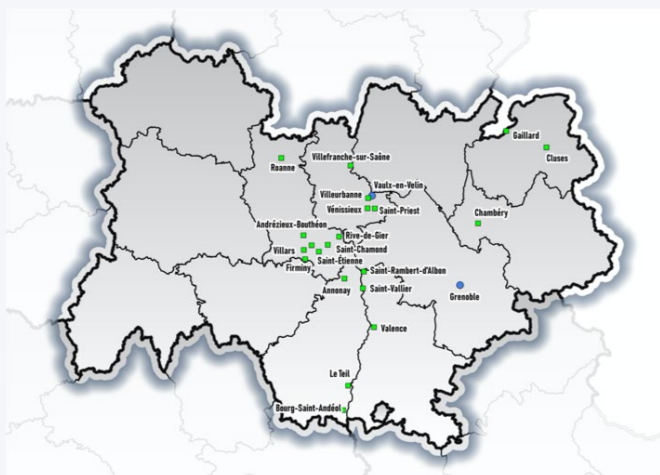 Gaillard
Cluses
Roanne
Villefranche-sur-Saône
Vaulx-en-Velin
Villeurbanne
Vénissieux
Saint-Priest
Chambéry
Andrézieux-Bouthéon
Rive-de-Gier
Villars
Saint-Chamond
Saint-Étienne
Firminy
Saint-Rambert-d'Albon
Annonay
Saint-Vallier
Grenoble
Valence
Le Teil
Bourg-Saint-Andéol